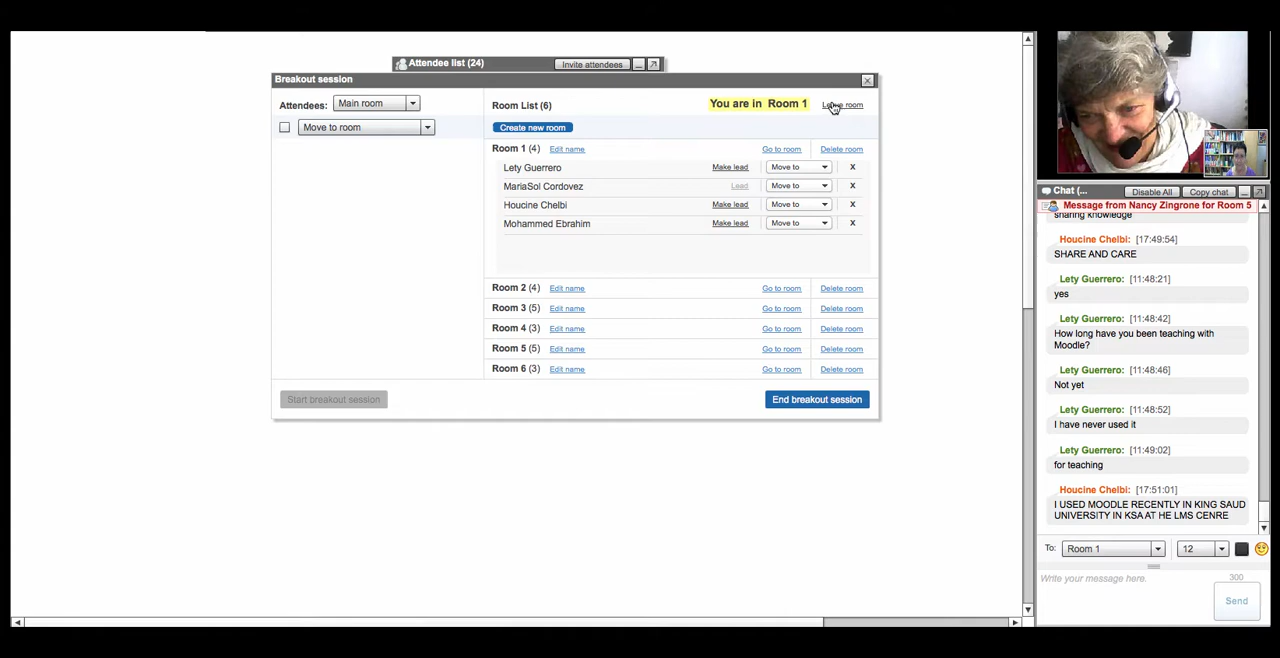 Attendee list (24)
Invite attendees
Breakout session
Attendees: Main room
Room List (6)
You are in Room 1
Leave room
Move to room
Create new room
Room 1 (4) Edit name Go to room Delete room
Lety Guerrero Make lead Move to X
MariaSol Cordovez Lead Move to X
Houcine Chelbi Make lead Move to X
Mohammed Ebrahim Make lead Move to X
Room 2 (4) Edit name Go to room Delete room
Room 3 (5) Edit name Go to room Delete room
Room 4 (3) Edit name Go to room Delete room
Room 5 (5) Edit name Go to room Delete room
Room 6 (3) Edit name Go to room Delete room
Start breakout session
End breakout session
Chat (...
Disable All
Copy chat
Message from Nancy Zingrone for Room 5
sharing knowledge
Houcine Chelbi: [17:49:54]
SHARE AND CARE
Lety Guerrero: [11:48:21]
yes
Lety Guerrero: [11:48:42]
How long have you been teaching with
Moodle?
Lety Guerrero: [11:48:46]
Not yet
Lety Guerrero: [11:48:52]
I have never used it
Lety Guerrero: [11:49:02]
for teaching
Houcine Chelbi: [17:51:01]
I USED MOODLE RECENTLY IN KING SAUD
UNIVERSITY IN KSA AT HE LMS CENRE
To: Room 1 12
Write your message here.
300
Send